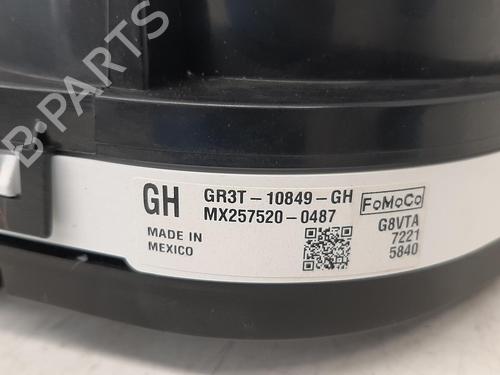 B-PARTS
GH GR3T-10849-GH FoMoCo
MX257520-0487
MADE IN MEXICO
G8VTA
7221
5840